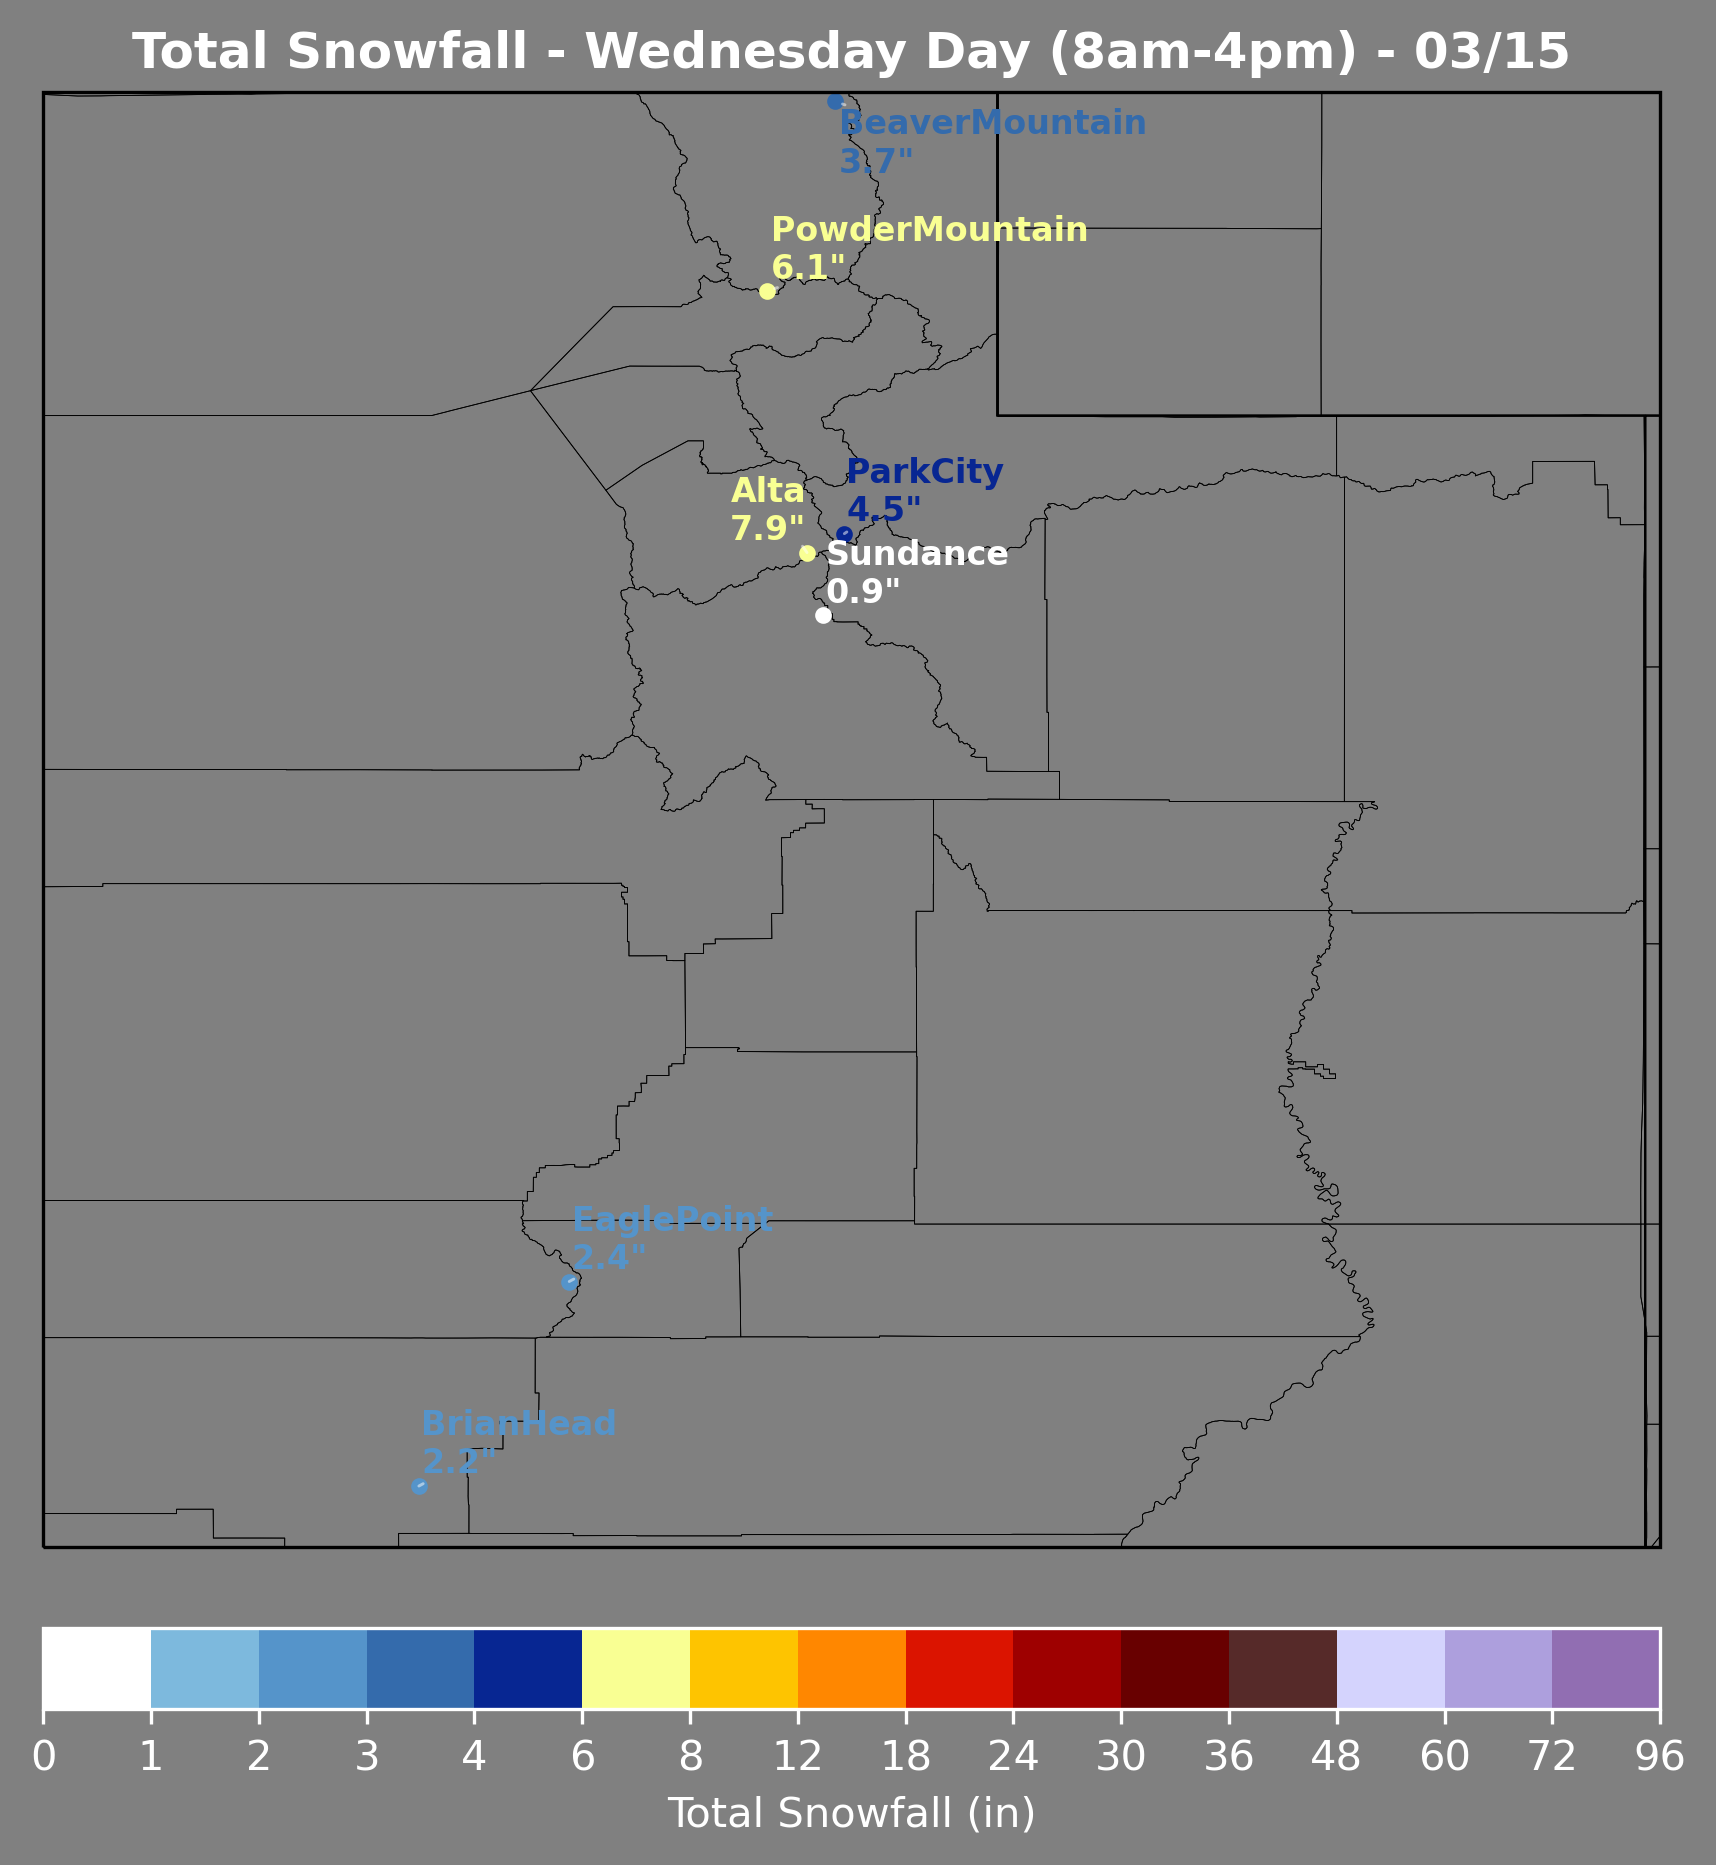 Total Snowfall - Wednesday Day (8am-4pm) - 03/15
BeaverMountain
3.7"
PowderMountain
6.1"
ParkCity
4.5"
Alta
7.9"
Sundance
0.9"
EaglePoint
2.4"
BrianHead
2.2"
0 1 2 3 4 6 8 12 18 24 30 36 48 60 72 96
Total Snowfall (in)